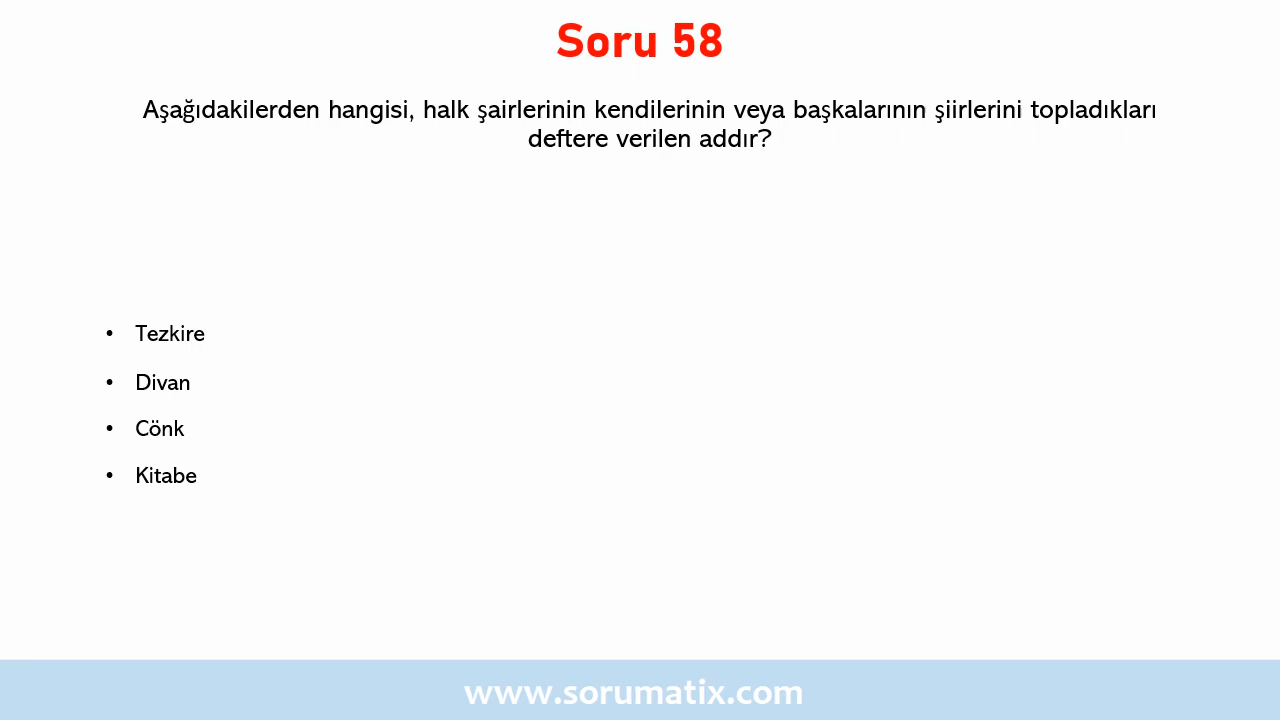 Soru 58
Aşağıdakilerden hangisi, halk şairlerinin kendilerinin veya başkalarının şiirlerini topladıkları
deftere verilen addır?
• Tezkire
• Divan
• Cönk
• Kitabe
www.sorumatix.com